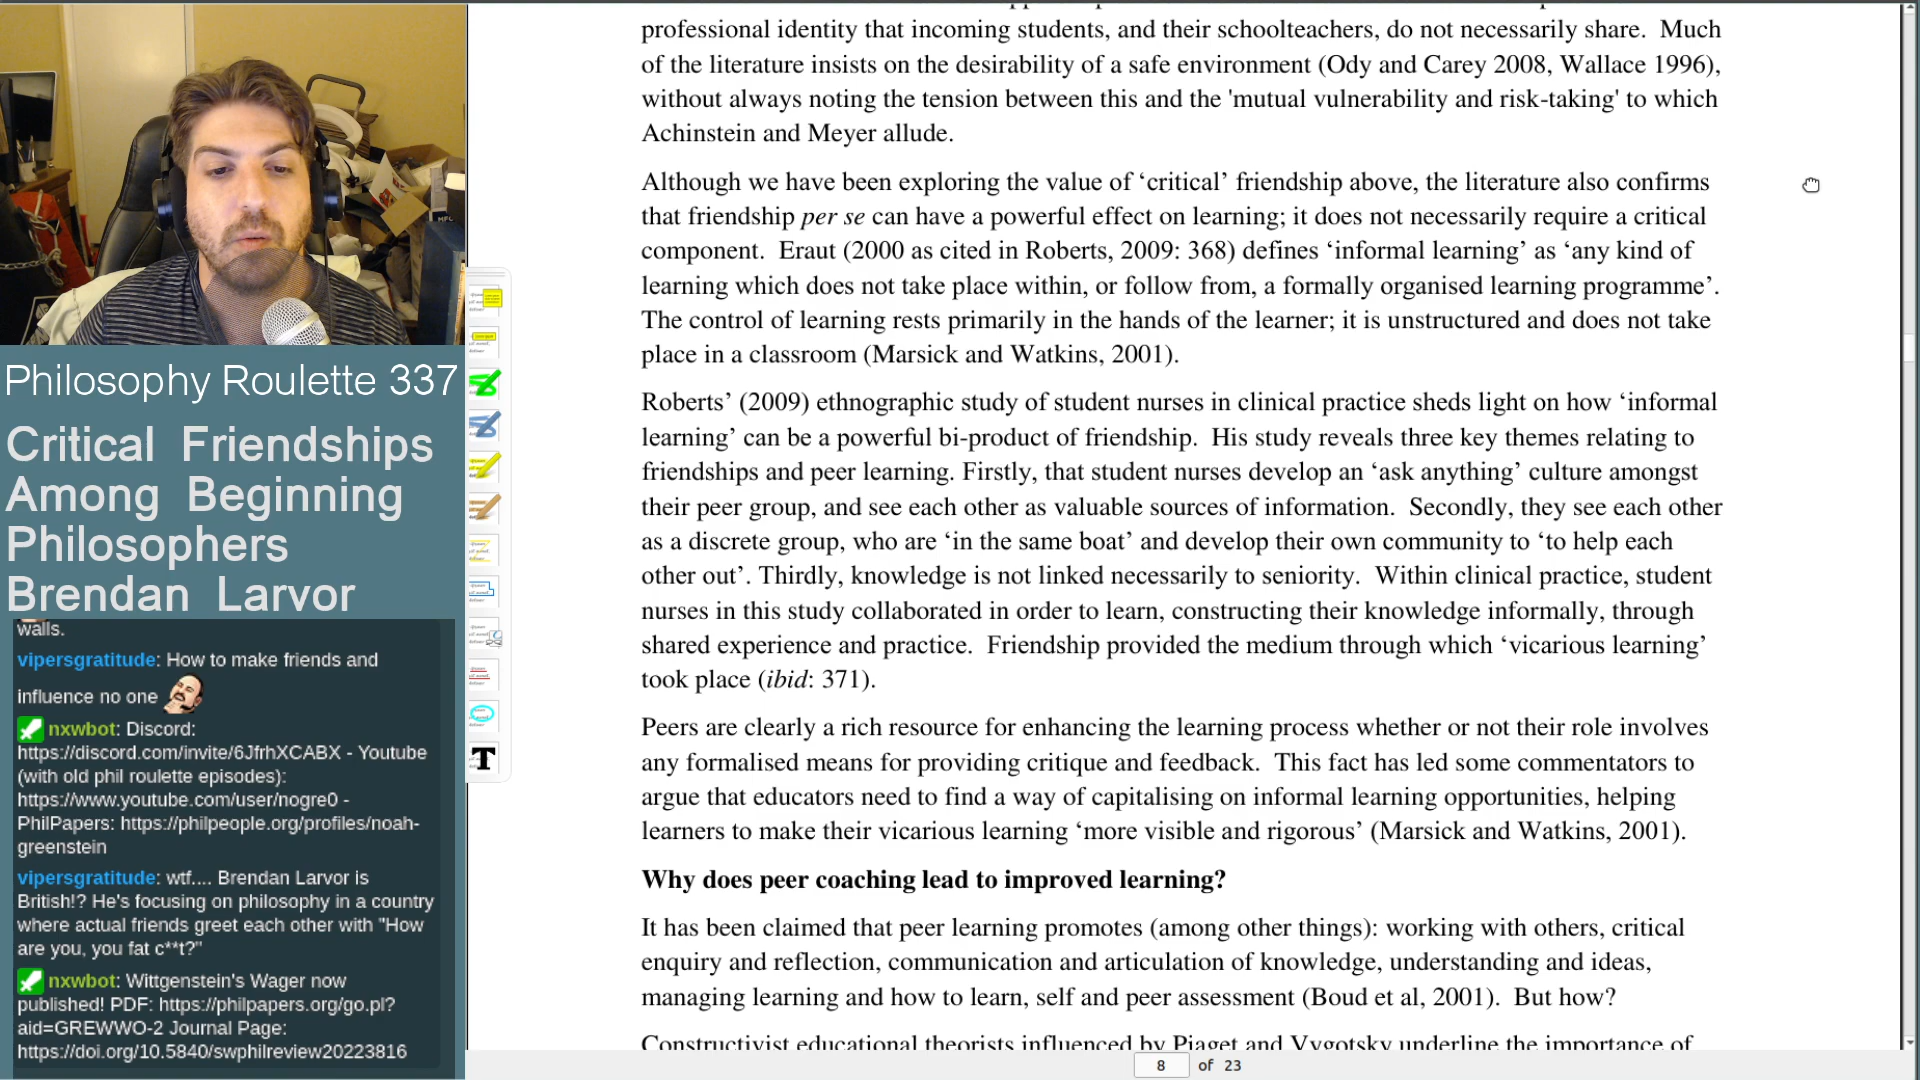 professional identity that incoming students, and their schoolteachers, do not necessarily share.  Much
of the literature insists on the desirability of a safe environment (Ody and Carey 2008, Wallace 1996),
without always noting the tension between this and the 'mutual vulnerability and risk-taking' to which
Achinstein and Meyer allude.
Although we have been exploring the value of ‘critical’ friendship above, the literature also confirms
that friendship per se can have a powerful effect on learning; it does not necessarily require a critical
component.  Eraut (2000 as cited in Roberts, 2009: 368) defines ‘informal learning’ as ‘any kind of
learning which does not take place within, or follow from, a formally organised learning programme’.
The control of learning rests primarily in the hands of the learner; it is unstructured and does not take
place in a classroom (Marsick and Watkins, 2001).
Roberts’ (2009) ethnographic study of student nurses in clinical practice sheds light on how ‘informal
learning’ can be a powerful bi-product of friendship.  His study reveals three key themes relating to
friendships and peer learning. Firstly, that student nurses develop an ‘ask anything’ culture amongst
their peer group, and see each other as valuable sources of information.  Secondly, they see each other
as a discrete group, who are ‘in the same boat’ and develop their own community to ‘to help each
other out’. Thirdly, knowledge is not linked necessarily to seniority.  Within clinical practice, student
nurses in this study collaborated in order to learn, constructing their knowledge informally, through
shared experience and practice.  Friendship provided the medium through which ‘vicarious learning’
took place (ibid: 371).
Peers are clearly a rich resource for enhancing the learning process whether or not their role involves
any formalised means for providing critique and feedback.  This fact has led some commentators to
argue that educators need to find a way of capitalising on informal learning opportunities, helping
learners to make their vicarious learning ‘more visible and rigorous’ (Marsick and Watkins, 2001).
Why does peer coaching lead to improved learning?
It has been claimed that peer learning promotes (among other things): working with others, critical
enquiry and reflection, communication and articulation of knowledge, understanding and ideas,
managing learning and how to learn, self and peer assessment (Boud et al, 2001).  But how?
Constructivist educational theorists influenced by Piaget and Vygotsky underline the importance of
8 of 23
T
Philosophy Roulette 337
Critical Friendships
Among Beginning
Philosophers
Brendan Larvor
walls.
vipersgratitude: How to make friends and
influence no one
nxwbot: Discord:
https://discord.com/invite/6JfrhXCABX - Youtube
(with old phil roulette episodes):
https://www.youtube.com/user/nogre0 -
PhilPapers: https://philpeople.org/profiles/noah-
greenstein
vipersgratitude: wtf.... Brendan Larvor is
British!? He's focusing on philosophy in a country
where actual friends greet each other with "How
are you, you fat c**t?"
nxwbot: Wittgenstein's Wager now
published! PDF: https://philpapers.org/go.pl?
aid=GREWWO-2 Journal Page:
https://doi.org/10.5840/swphilreview20223816